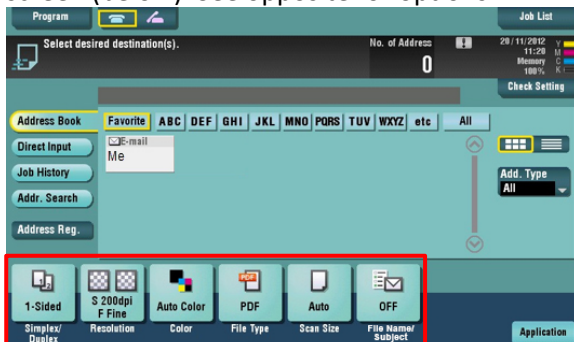 Program
Job List
Select desired destination(s).
No. of Address
0
20/11/2012
11:20
Memory
100%
Y
M
C
K
Check Setting
Address Book
Favorite ABC DEF GHI JKL MNO PQRS TUV WXYZ etc All
Direct Input
E-mail
Me
Job History
Add. Type
All
Addr. Search
Address Reg.
1-Sided
S 200dpi
F Fine
Auto Color
PDF
Auto
OFF
Simplex/
Duplex
Resolution
Color
File Type
Scan Size
File Name/
Subject
Application